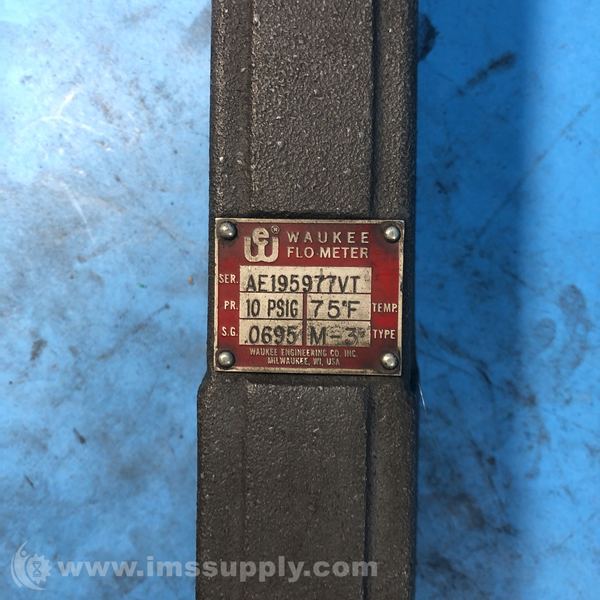 we® WAUKEE
FLO-METER
SER. AE195977VT
PR. 10 PSIG 75°F TEMP.
S.G. .0695 M-3 TYPE
WAUKEE ENGINEERING CO. INC.
MILWAUKEE, WI, USA
www.imssupply.com